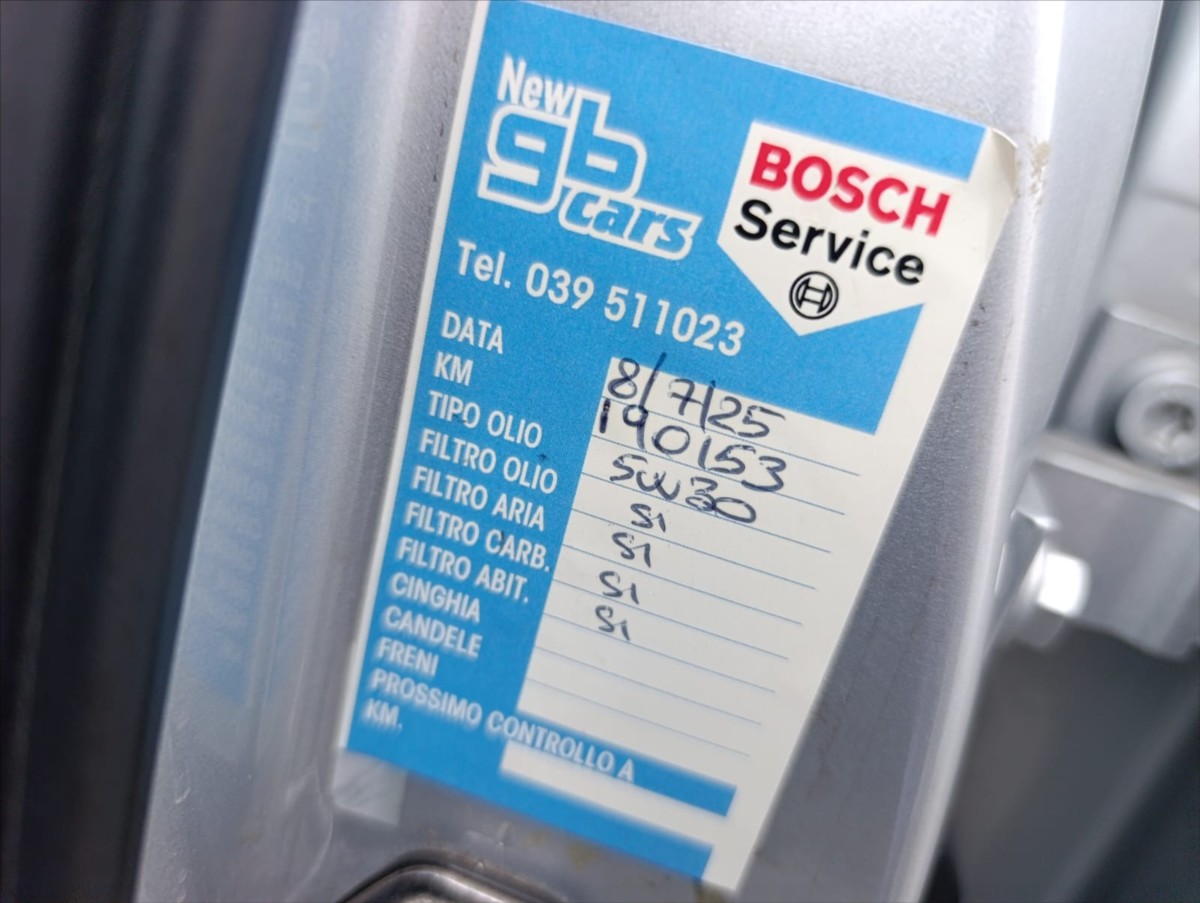 New
gb
cars
BOSCH
Service
Tel. 039 511023
DATA 8/7/25
KM 190153
TIPO OLIO 5W30
FILTRO OLIO SI
FILTRO ARIA SI
FILTRO CARB. SI
FILTRO ABIT. SI
CINGHIA
CANDELE
FRENI
PROSSIMO CONTROLLO A
KM.